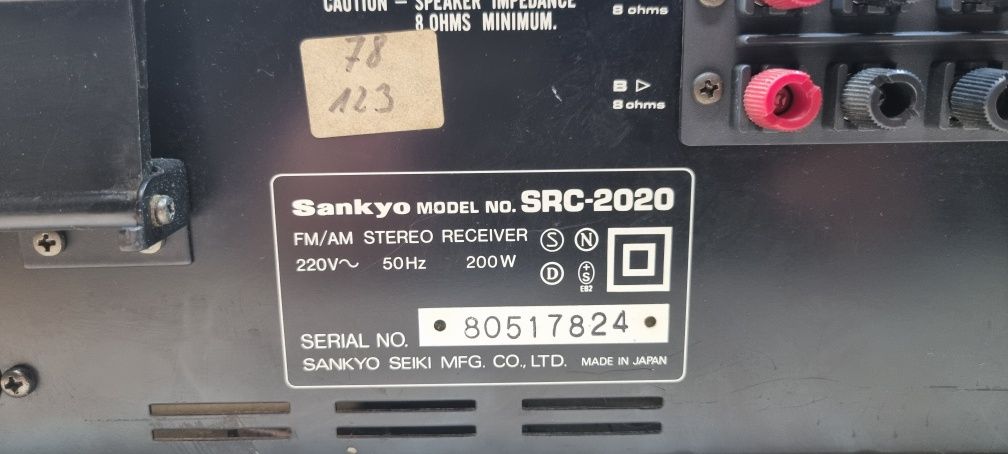 CAUTION – SPEAKER IMPEDANCE
8 OHMS MINIMUM.
8 ohms
78
123
B ▷
8 ohms
Sankyo MODEL NO. SRC-2020
FM/AM STEREO RECEIVER S N
220V~ 50Hz 200W D +S
EB2
SERIAL NO. 80517824
SANKYO SEIKI MFG. CO., LTD. MADE IN JAPAN